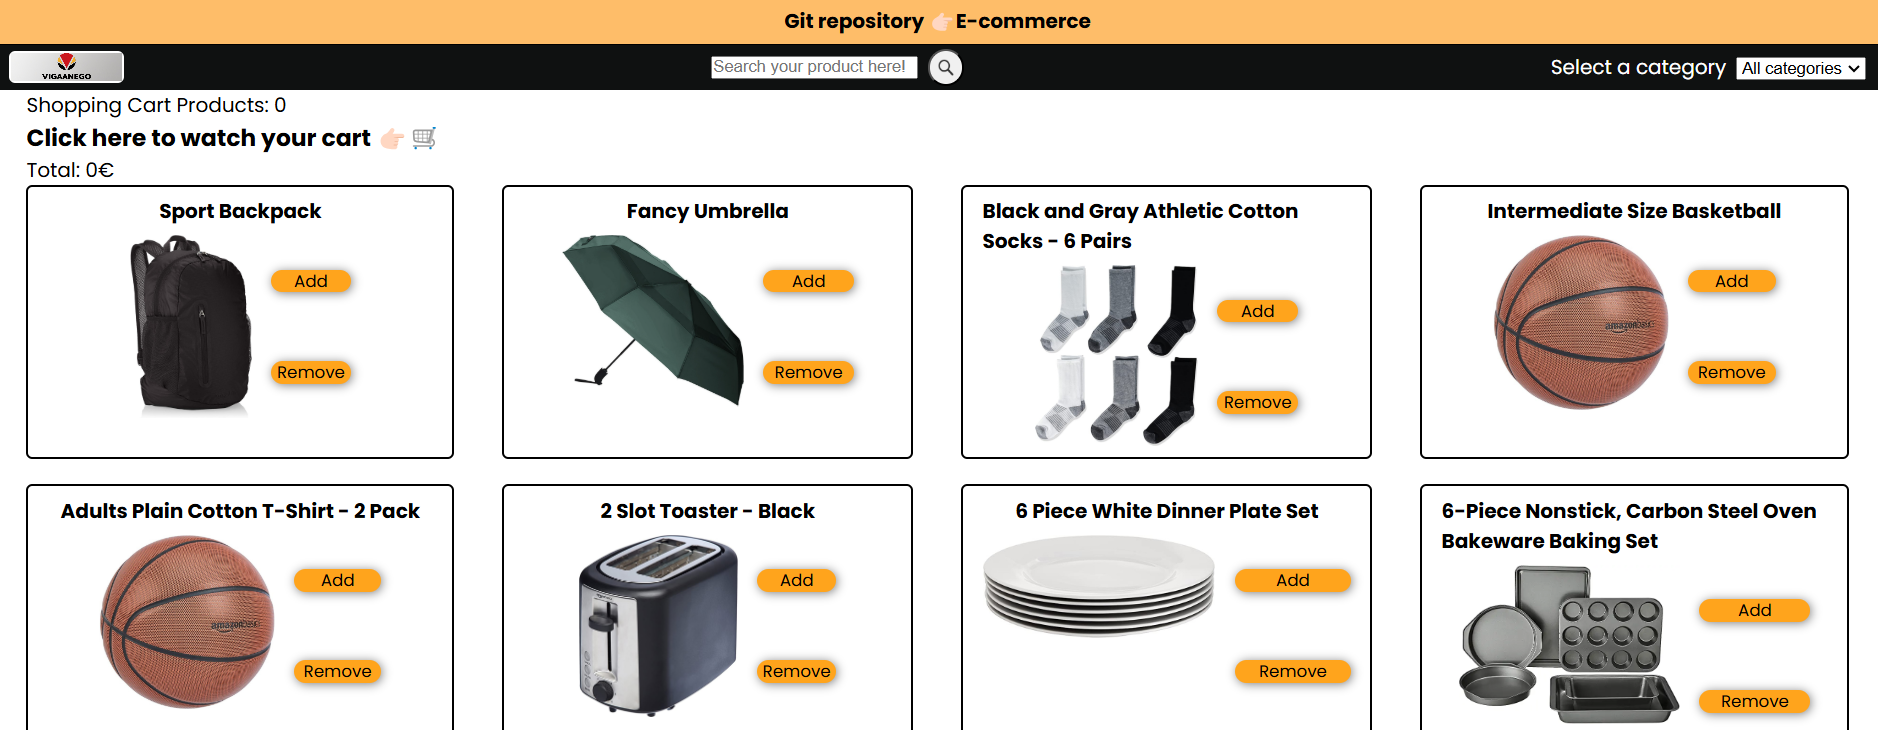 Git repository 👉🏻 E-commerce
VIGAANEGO
Search your product here!
Select a category
All categories
Shopping Cart Products: 0
Click here to watch your cart 👉🏻 🛒
Total: 0€
Sport Backpack
Add
Remove
Fancy Umbrella
Add
Remove
Black and Gray Athletic Cotton
Socks - 6 Pairs
Add
Remove
Intermediate Size Basketball
amazonbasics
Add
Remove
Adults Plain Cotton T-Shirt - 2 Pack
amazonbasics
Add
Remove
2 Slot Toaster - Black
Add
Remove
6 Piece White Dinner Plate Set
Add
Remove
6-Piece Nonstick, Carbon Steel Oven
Bakeware Baking Set
Add
Remove